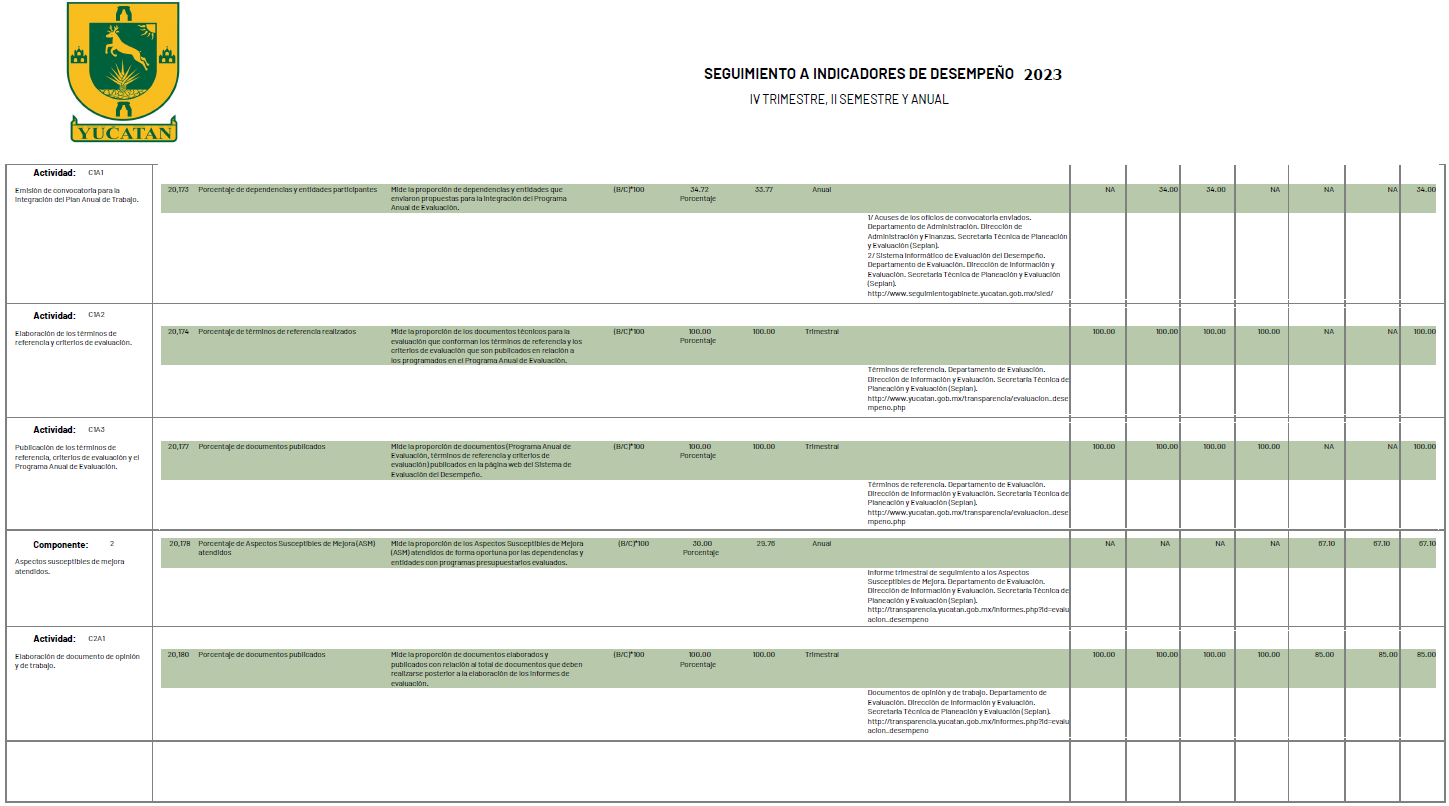 YUCATAN
SEGUIMIENTO A INDICADORES DE DESEMPEÑO 2023
IV TRIMESTRE, II SEMESTRE Y ANUAL
Actividad: C1A1
Emisión de convocatoria para la
integración del Plan Anual de Trabajo.
20,173 Porcentaje de dependencias y entidades participantes Mide la proporción de dependencias y entidades que (B/C)*100 34.72 33.77 Anual NA 34.00 34.00 NA NA NA 34.00
enviaron propuestas para la integración del Programa Porcentaje
Anual de Evaluación.
1/ Acuses de los oficios de convocatoria enviados.
Departamento de Administración. Dirección de
Administración y Finanzas. Secretaría Técnica de Planeación
y Evaluación (Seplan).
2/ Sistema Informático de Evaluación del Desempeño.
Departamento de Evaluación. Dirección de Información y
Evaluación. Secretaría Técnica de Planeación y Evaluación
(Seplan).
http://www.seguimientogabinete.yucatan.gob.mx/sied/
Actividad: C1A2
Elaboración de los términos de
referencia y criterios de evaluación.
20,174 Porcentaje de términos de referencia realizados Mide la proporción de los documentos técnicos para la (B/C)*100 100.00 100.00 Trimestral 100.00 100.00 100.00 100.00 NA NA 100.00
evaluación que conforman los términos de referencia y los Porcentaje
criterios de evaluación que son publicados en relación a
los programados en el Programa Anual de Evaluación.
Términos de referencia. Departamento de Evaluación.
Dirección de Información y Evaluación. Secretaría Técnica de
Planeación y Evaluación (Seplan).
http://www.yucatan.gob.mx/transparencia/evaluacion_dese
mpeno.php
Actividad: C1A3
Publicación de los términos de
referencia, criterios de evaluación y el
Programa Anual de Evaluación.
20,177 Porcentaje de documentos publicados Mide la proporción de documentos (Programa Anual de (B/C)*100 100.00 100.00 Trimestral 100.00 100.00 100.00 100.00 NA NA 100.00
Evaluación, términos de referencia y criterios de Porcentaje
evaluación) publicados en la página web del Sistema de
Evaluación del Desempeño.
Términos de referencia. Departamento de Evaluación.
Dirección de Información y Evaluación. Secretaría Técnica de
Planeación y Evaluación (Seplan).
http://www.yucatan.gob.mx/transparencia/evaluacion_dese
mpeno.php
Componente: 2
Aspectos susceptibles de mejora
atendidos.
20,178 Porcentaje de Aspectos Susceptibles de Mejora (ASM) Mide la proporción de los Aspectos Susceptibles de Mejora (B/C)*100 30.00 29.76 Anual NA NA NA NA 67.10 67.10 67.10
atendidos (ASM) atendidos de forma oportuna por las dependencias y Porcentaje
entidades con programas presupuestarios evaluados.
Informe trimestral de seguimiento a los Aspectos
Susceptibles de Mejora. Departamento de Evaluación.
Dirección de Información y Evaluación. Secretaría Técnica de
Planeación y Evaluación (Seplan).
http://transparencia.yucatan.gob.mx/informes.php?id=evalu
acion_desempeno
Actividad: C2A1
Elaboración de documento de opinión
y de trabajo.
20,180 Porcentaje de documentos publicados Mide la proporción de documentos elaborados y (B/C)*100 100.00 100.00 Trimestral 100.00 100.00 100.00 100.00 85.00 85.00 85.00
publicados con relación al total de documentos que deben Porcentaje
realizarse posterior a la elaboración de los informes de
evaluación.
Documentos de opinión y de trabajo. Departamento de
Evaluación. Dirección de Información y Evaluación.
Secretaría Técnica de Planeación y Evaluación (Seplan).
http://transparencia.yucatan.gob.mx/informes.php?id=evalu
acion_desempeno